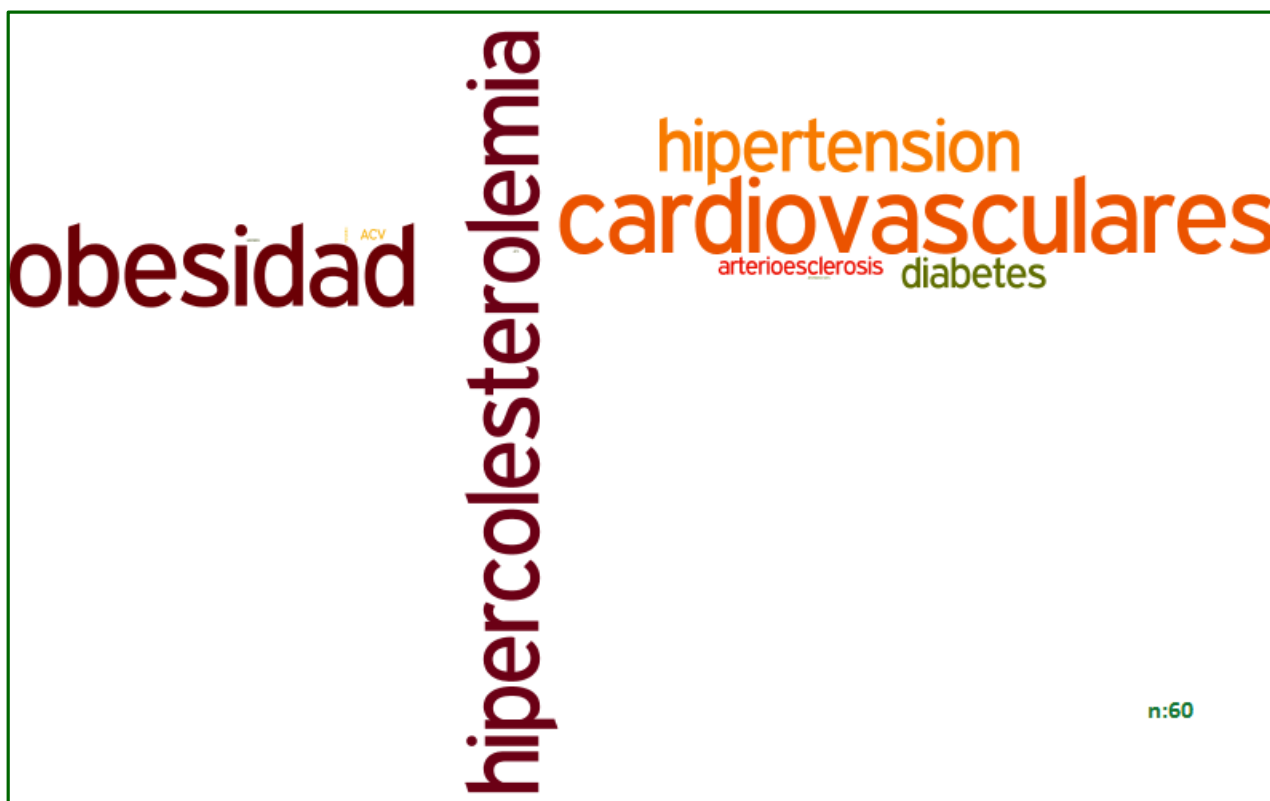 obesidad
ACV
hipercolesterolemia
hipertension
cardiovasculares
arterioesclerosis
diabetes
n:60